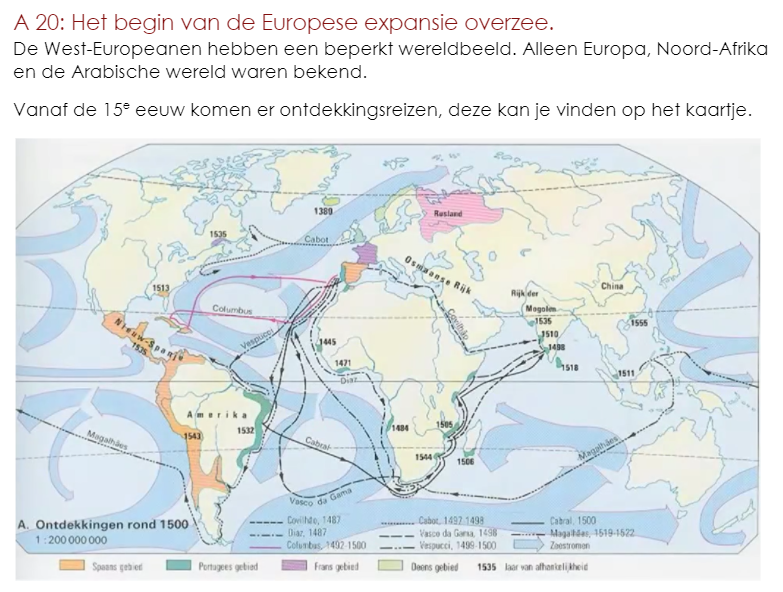 A 20: Het begin van de Europese expansie overzee.
De West-Europeanen hebben een beperkt wereldbeeld. Alleen Europa, Noord-Afrika
en de Arabische wereld waren bekend.
Vanaf de 15e eeuw komen er ontdekkingsreizen, deze kan je vinden op het kaartje.
1380
Rusland
1535
Cabot
Osmaanse Rijk
1513
Rijk der
Mogolen
China
Columbus
Covilhão
Nieuw-Spanje
1535
Vespucci
1445
1535
1510
1555
1498
1471
1518
1511
Diaz
Amerika
1532
1484
1505
1543
Magalhães
Cabral
1544
1506
Magalhães
Vasco da Gama
A. Ontdekkingen rond 1500
1 : 200 000 000
Covilhão, 1487
Diaz, 1487
Columbus, 1492-1500
Cabot, 1497-1498
Vasco da Gama, 1498
Vespucci, 1499-1500
Cabral, 1500
Magalhães, 1519-1522
Zeestromen
Spaans gebied
Portugees gebied
Frans gebied
Deens gebied
1535 Jaar van afhankelijkheid